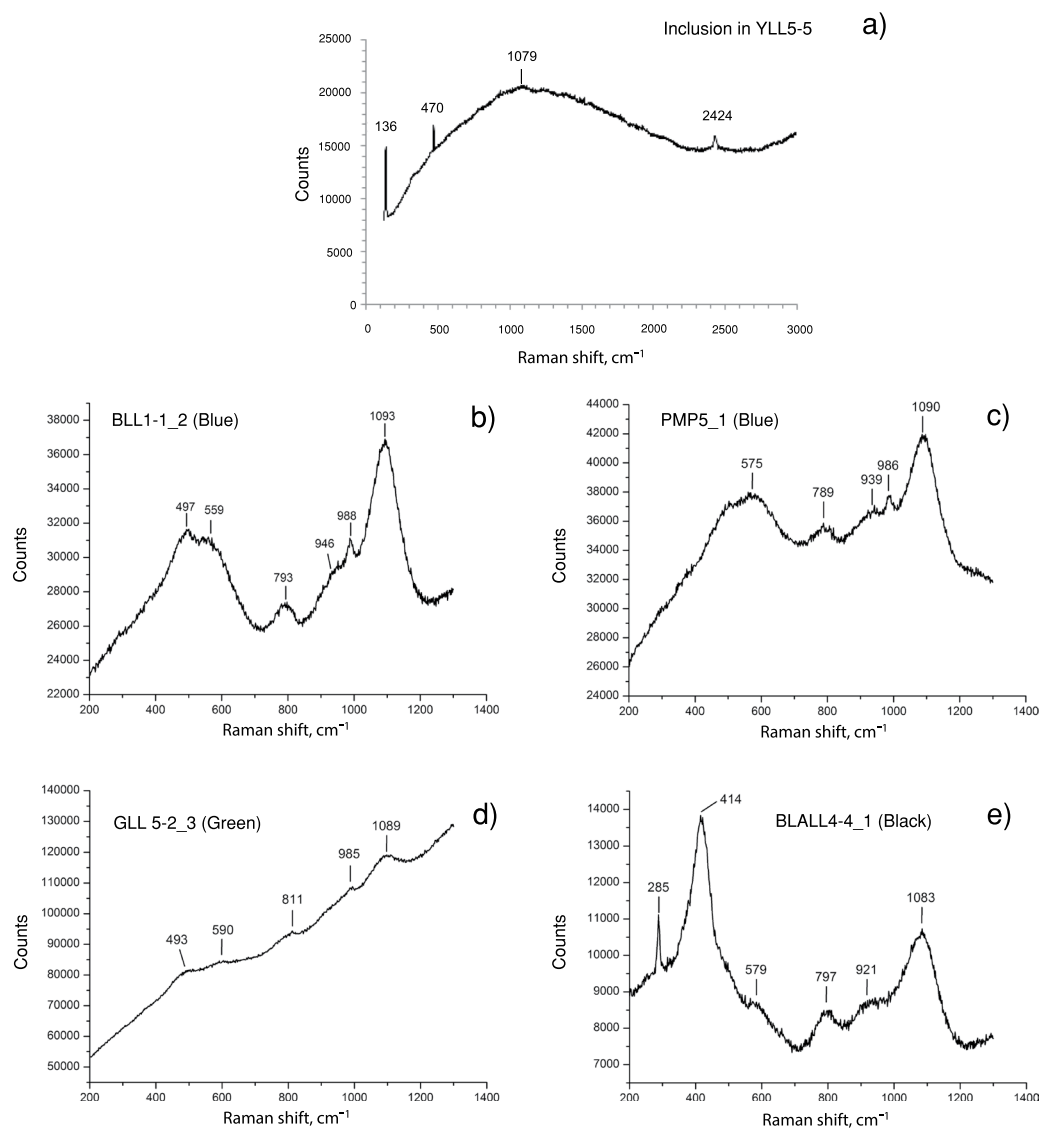 Inclusion in YLL5-5 a)
25000
1079
20000
470
2424
136
15000
Counts
10000
5000
0
0 500 1000 1500 2000 2500 3000
Raman shift, cm⁻¹
BLL1-1_2 (Blue) b)
1093
38000
36000
34000
497 559 988
32000
946
30000
793
28000
26000
24000
22000
Counts
200 400 600 800 1000 1200 1400
Raman shift, cm⁻¹
PMP5_1 (Blue) c)
1090
44000
42000
575 986
40000
789 939
38000
36000
34000
32000
30000
28000
26000
24000
Counts
200 400 600 800 1000 1200 1400
Raman shift, cm⁻¹
GLL 5-2_3 (Green) d)
140000
130000
1089
120000
985
110000
811
100000
493 590
90000
80000
70000
60000
50000
Counts
200 400 600 800 1000 1200 1400
Raman shift, cm⁻¹
414 e)
BLALL4-4_1 (Black)
14000
13000
285
12000
1083
11000
10000
579 797 921
9000
8000
7000
Counts
200 400 600 800 1000 1200 1400
Raman shift, cm⁻¹